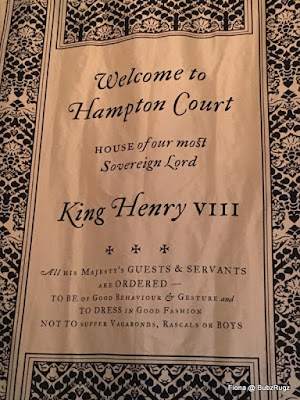 Welcome to
Hampton Court
HOUSE of our most
Sovereign Lord
King Henry VIII
All his Majesty's GUESTS & SERVANTS
are ORDERED —
TO BE of Good Behaviour & Gesture and
TO DRESS in Good Fashion
NOT TO suffer Vagabonds, Rascals or BOYS
Fiona @ BubzRugz